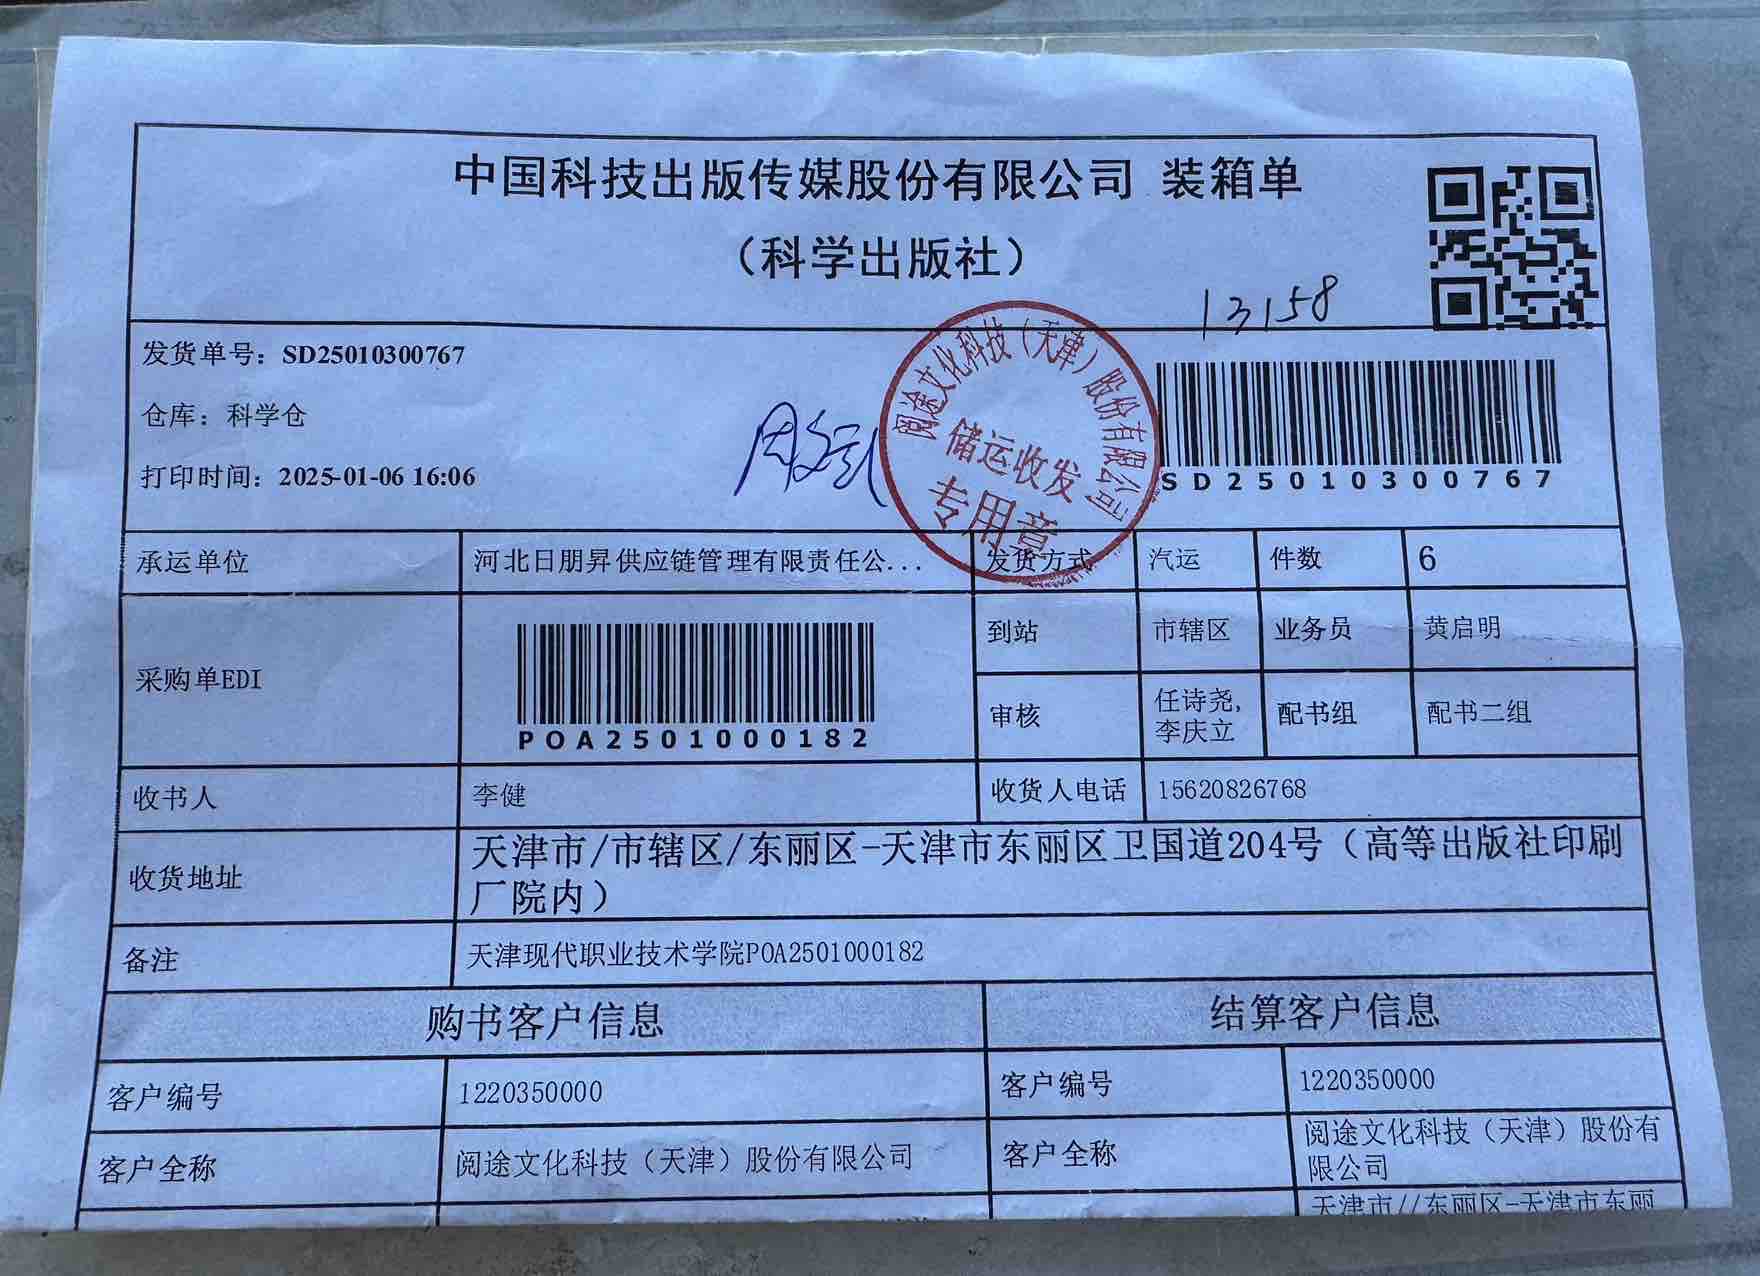 中国科技出版传媒股份有限公司 装箱单
（科学出版社）
13158
发货单号：SD25010300767
仓库：科学仓
打印时间：2025-01-06 16:06
阅途文化科技（天津）股份有限公司
储运收发
专用章
SD25010300767
承运单位 河北日朋昇供应链管理有限责任公... 发货方式 汽运 件数 6
采购单EDI
POA2501000182
到站 市辖区 业务员 黄启明
审核 任诗尧,李庆立 配书组 配书二组
收书人 李健 收货人电话 15620826768
收货地址 天津市/市辖区/东丽区-天津市东丽区卫国道204号（高等出版社印刷
厂院内）
备注 天津现代职业技术学院POA2501000182
购书客户信息 结算客户信息
客户编号 1220350000 客户编号 1220350000
客户全称 阅途文化科技（天津）股份有限公司 客户全称 阅途文化科技（天津）股份有
限公司
天津市//东丽区-天津市东丽